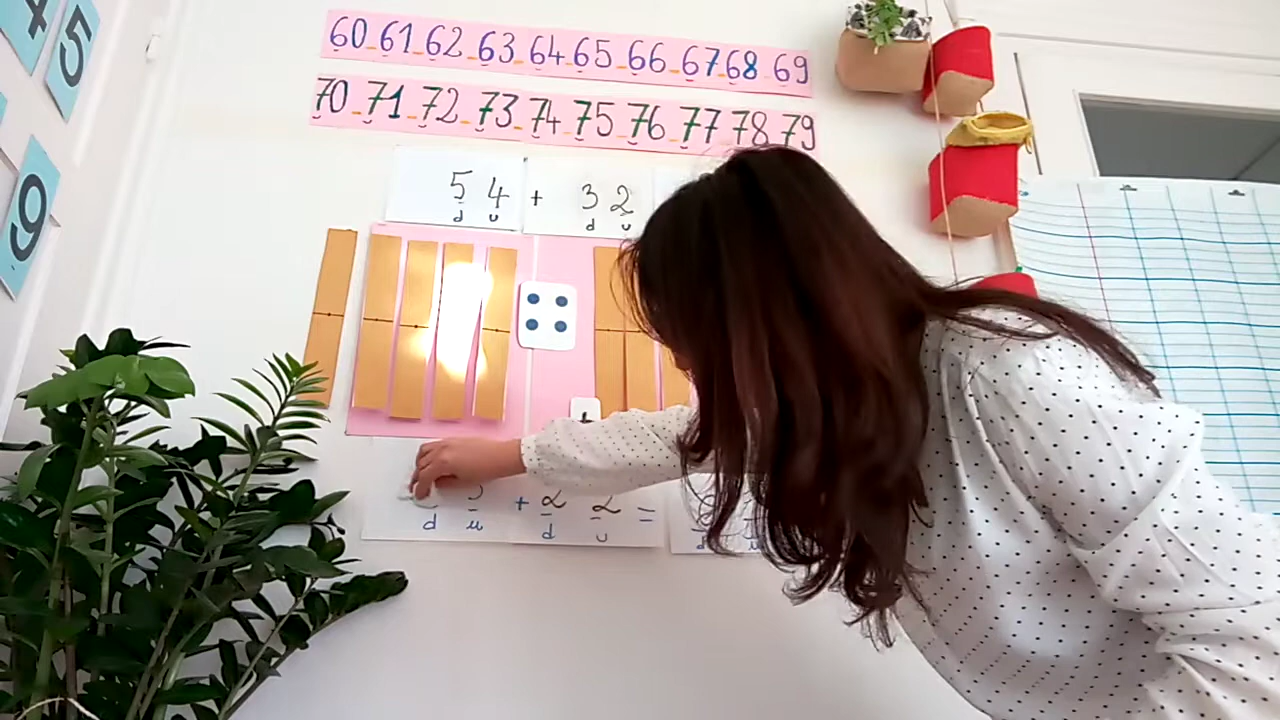 4 5
9
60 61 62 63 64 65 66 67 68 69
70 71 72 73 74 75 76 77 78 79
54 + 32
d u d u
+ 2 2 =
d u d u